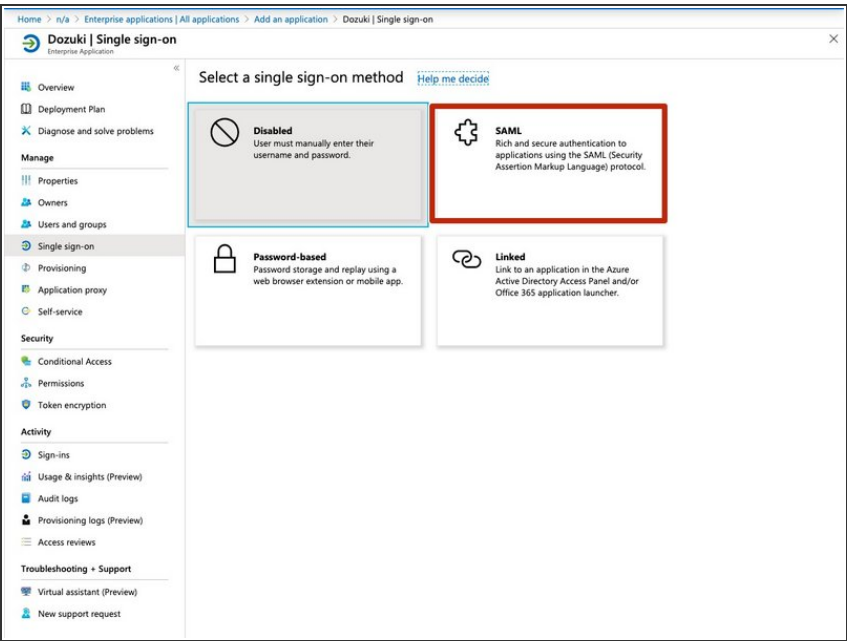 Home > n/a > Enterprise applications | All applications > Add an application > Dozuki | Single sign-on
Dozuki | Single sign-on
Enterprise Application
Overview
Deployment Plan
Diagnose and solve problems
Manage
Properties
Owners
Users and groups
Single sign-on
Provisioning
Application proxy
Self-service
Security
Conditional Access
Permissions
Token encryption
Activity
Sign-ins
Usage & insights (Preview)
Audit logs
Provisioning logs (Preview)
Access reviews
Troubleshooting + Support
Virtual assistant (Preview)
New support request
Select a single sign-on method Help me decide
Disabled
User must manually enter their
username and password.
SAML
Rich and secure authentication to
applications using the SAML (Security
Assertion Markup Language) protocol.
Password-based
Password storage and replay using a
web browser extension or mobile app.
Linked
Link to an application in the Azure
Active Directory Access Panel and/or
Office 365 application launcher.